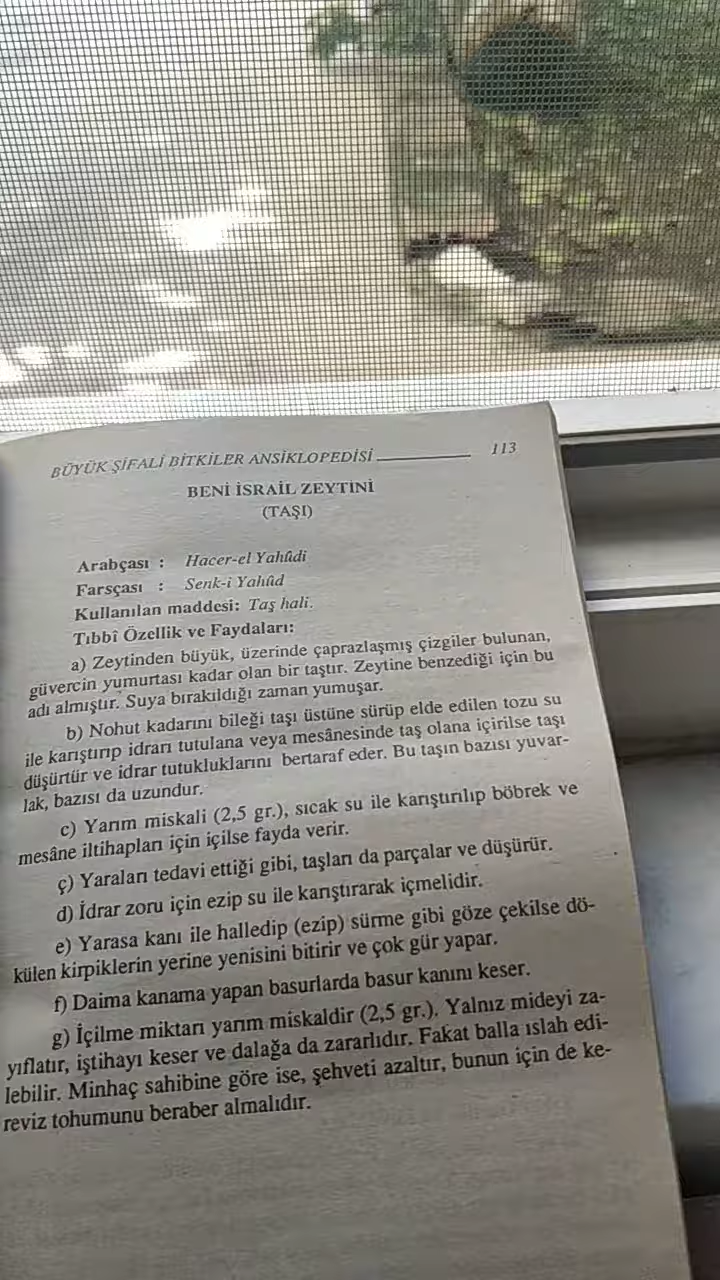 BÜYÜK ŞİFALI BİTKİLER ANSİKLOPEDİSİ 113
BENİ İSRAİL ZEYTİNİ
(TAŞI)
Arabçası : Hacer-el Yahûdi
Farsçası : Senk-i Yahûd
Kullanılan maddesi: Taş hali.
Tıbbî Özellik ve Faydaları:
a) Zeytinden büyük, üzerinde çaprazlaşmış çizgiler bulunan,
güvercin yumurtası kadar olan bir taştır. Zeytine benzediği için bu
adı almıştır. Suya bırakıldığı zaman yumuşar.
b) Nohut kadarını bileği taşı üstüne sürüp elde edilen tozu su
ile karıştırıp idrarı tutulana veya mesânesinde taş olana içirilse taşı
düşürtür ve idrar tutukluklarını bertaraf eder. Bu taşın bazısı yuvar-
lak, bazısı da uzundur.
c) Yarım miskali (2,5 gr.), sıcak su ile karıştırılıp böbrek ve
mesâne iltihapları için içilse fayda verir.
ç) Yaraları tedavi ettiği gibi, taşları da parçalar ve düşürür.
d) İdrar zoru için ezip su ile karıştırarak içmelidir.
e) Yarasa kanı ile halledip (ezip) sürme gibi göze çekilse dö-
külen kirpiklerin yerine yenisini bitirir ve çok gür yapar.
f) Daima kanama yapan basurlarda basur kanını keser.
g) İçilme miktarı yarım miskaldir (2,5 gr.). Yalnız mideyi za-
yıflatır, iştihayı keser ve dalağa da zararlıdır. Fakat balla ıslah edi-
lebilir. Minhaç sahibine göre ise, şehveti azaltır, bunun için de ke-
reviz tohumunu beraber almalıdır.